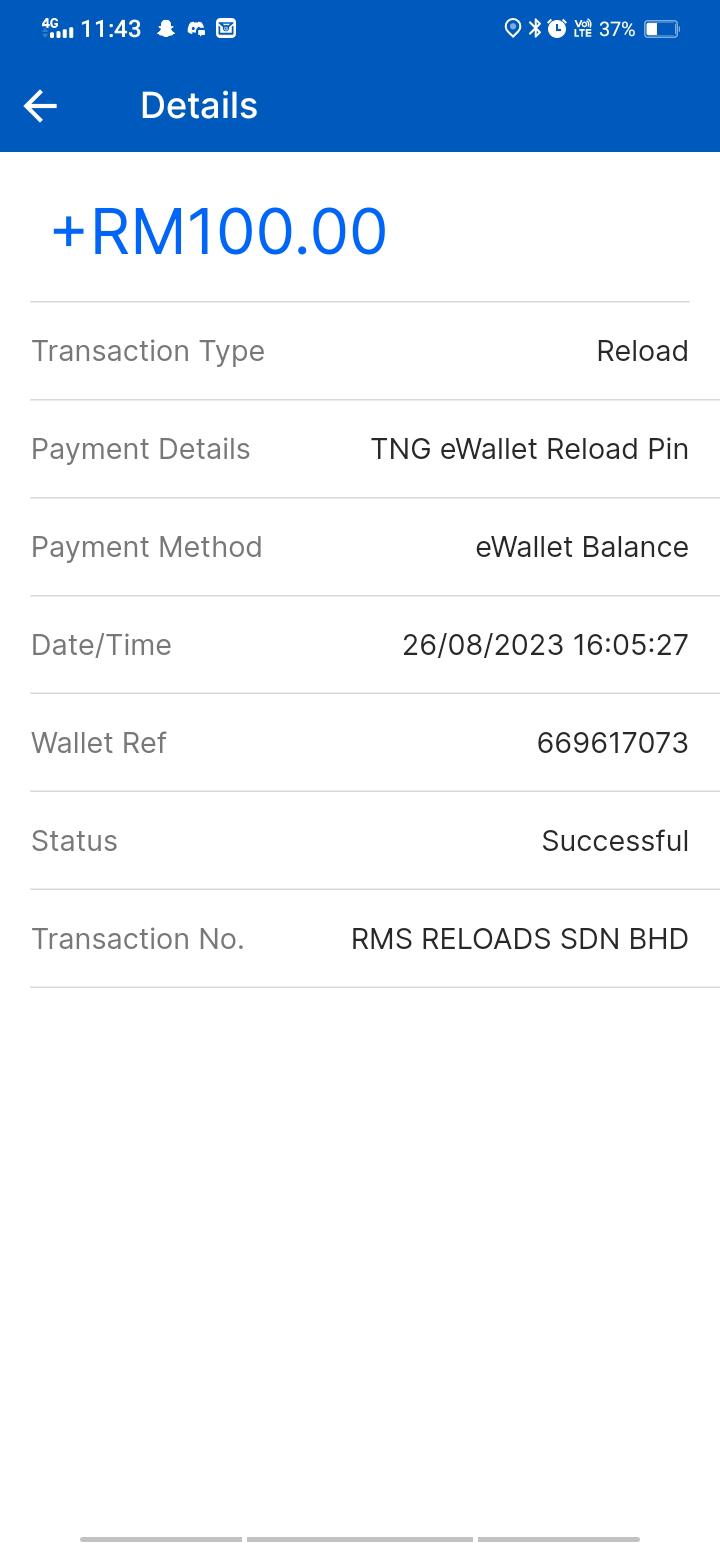 4G 11:43 Vo) LTE 37%
Details
+RM100.00
Transaction Type Reload
Payment Details TNG eWallet Reload Pin
Payment Method eWallet Balance
Date/Time 26/08/2023 16:05:27
Wallet Ref 669617073
Status Successful
Transaction No. RMS RELOADS SDN BHD